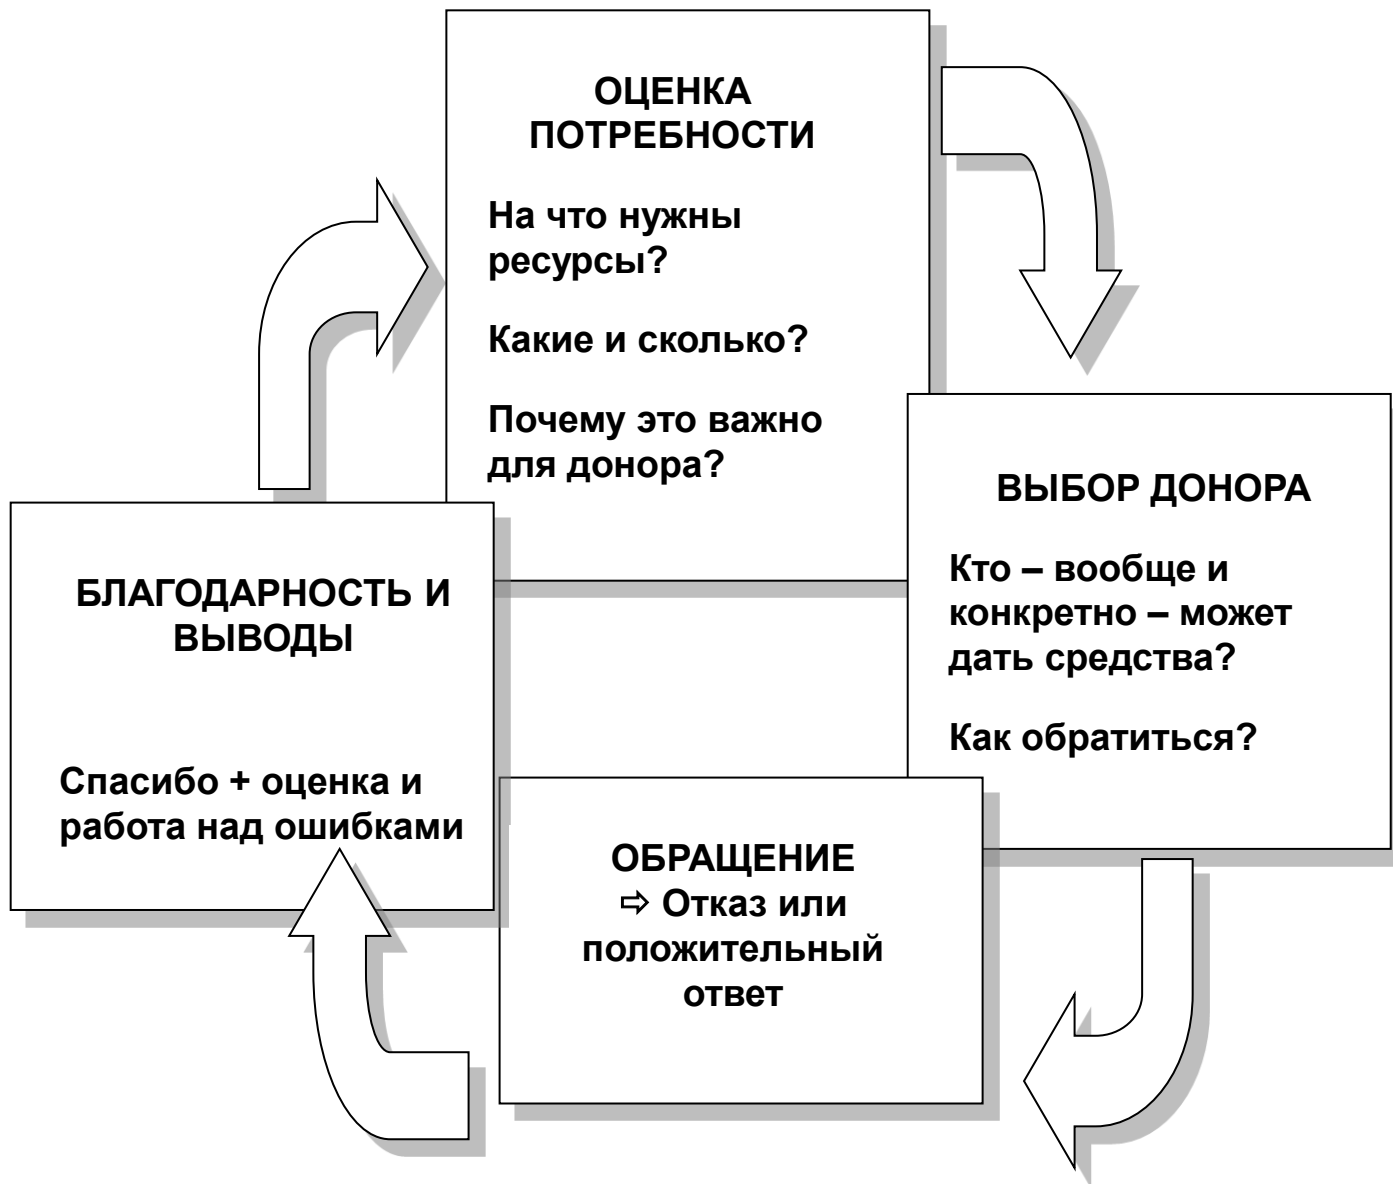 ОЦЕНКА
ПОТРЕБНОСТИ
На что нужны
ресурсы?
Какие и сколько?
Почему это важно
для донора?
ВЫБОР ДОНОРА
Кто – вообще и
конкретно – может
дать средства?
Как обратиться?
ОБРАЩЕНИЕ
⇨ Отказ или
положительный
ответ
БЛАГОДАРНОСТЬ И
ВЫВОДЫ
Спасибо + оценка и
работа над ошибками